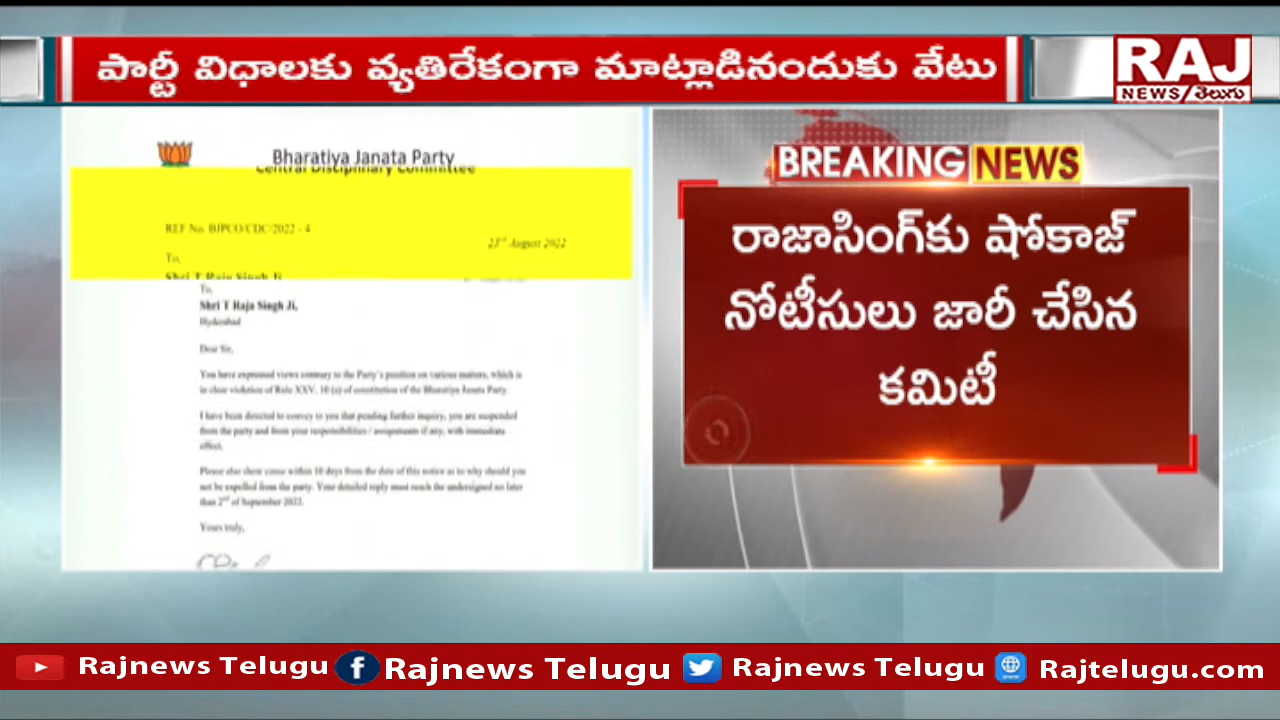 పార్టీ విధాలకు వ్యతిరేకంగా మాట్లాడినందుకు వేటు
RAJ
NEWS తెలుగు
Bharatiya Janata Party
Central Disciplinary Committee
REF No. BJPCO/CDC/2022 - 4
23rd August 2022
To,
Shri T Raja Singh Ji
To,
Shri T Raja Singh Ji,
Hyderabad
Dear Sir,
You have expressed views contrary to the Party's position on various matters, which is
in clear violation of Rule XXV. 10 (a) of constitution of the Bharatiya Janata Party.
I have been directed to convey to you that pending further inquiry, you are suspended
from the party and from your responsibilities / assignments if any, with immediate
effect.
Please also show cause within 10 days from the date of this notice as to why should you
not be expelled from the party. Your detailed reply must reach the undersigned no later
than 2nd of September 2022.
Yours truly,
BREAKING NEWS
రాజాసింగ్‌కు షోకాజ్
నోటీసులు జారీ చేసిన
కమిటీ
Rajnews Telugu Rajnews Telugu Rajnews Telugu Rajtelugu.com